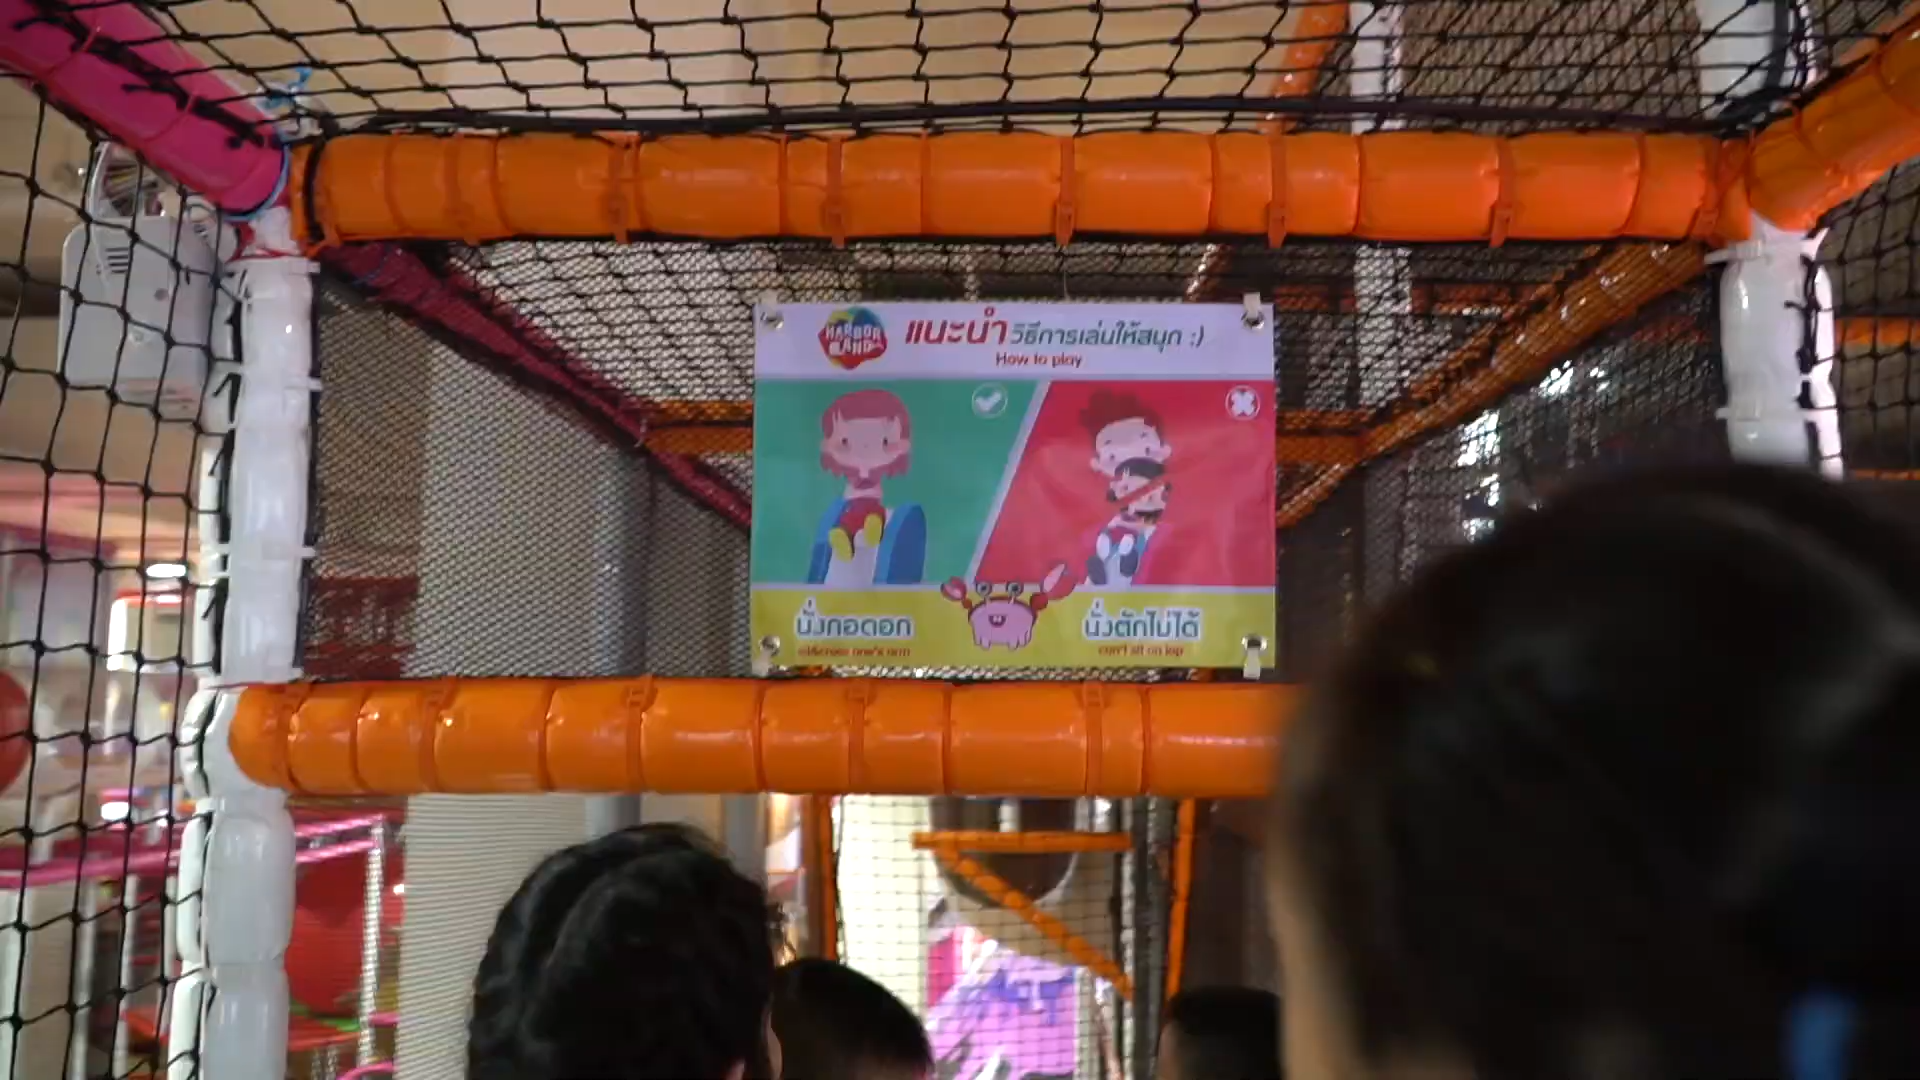 HARBOR
LAND
แนะนำ วิธีการเล่นให้สนุก :)
How to play
นั่งกอดอก
นั่งตักไม่ได้
can't sit on lap